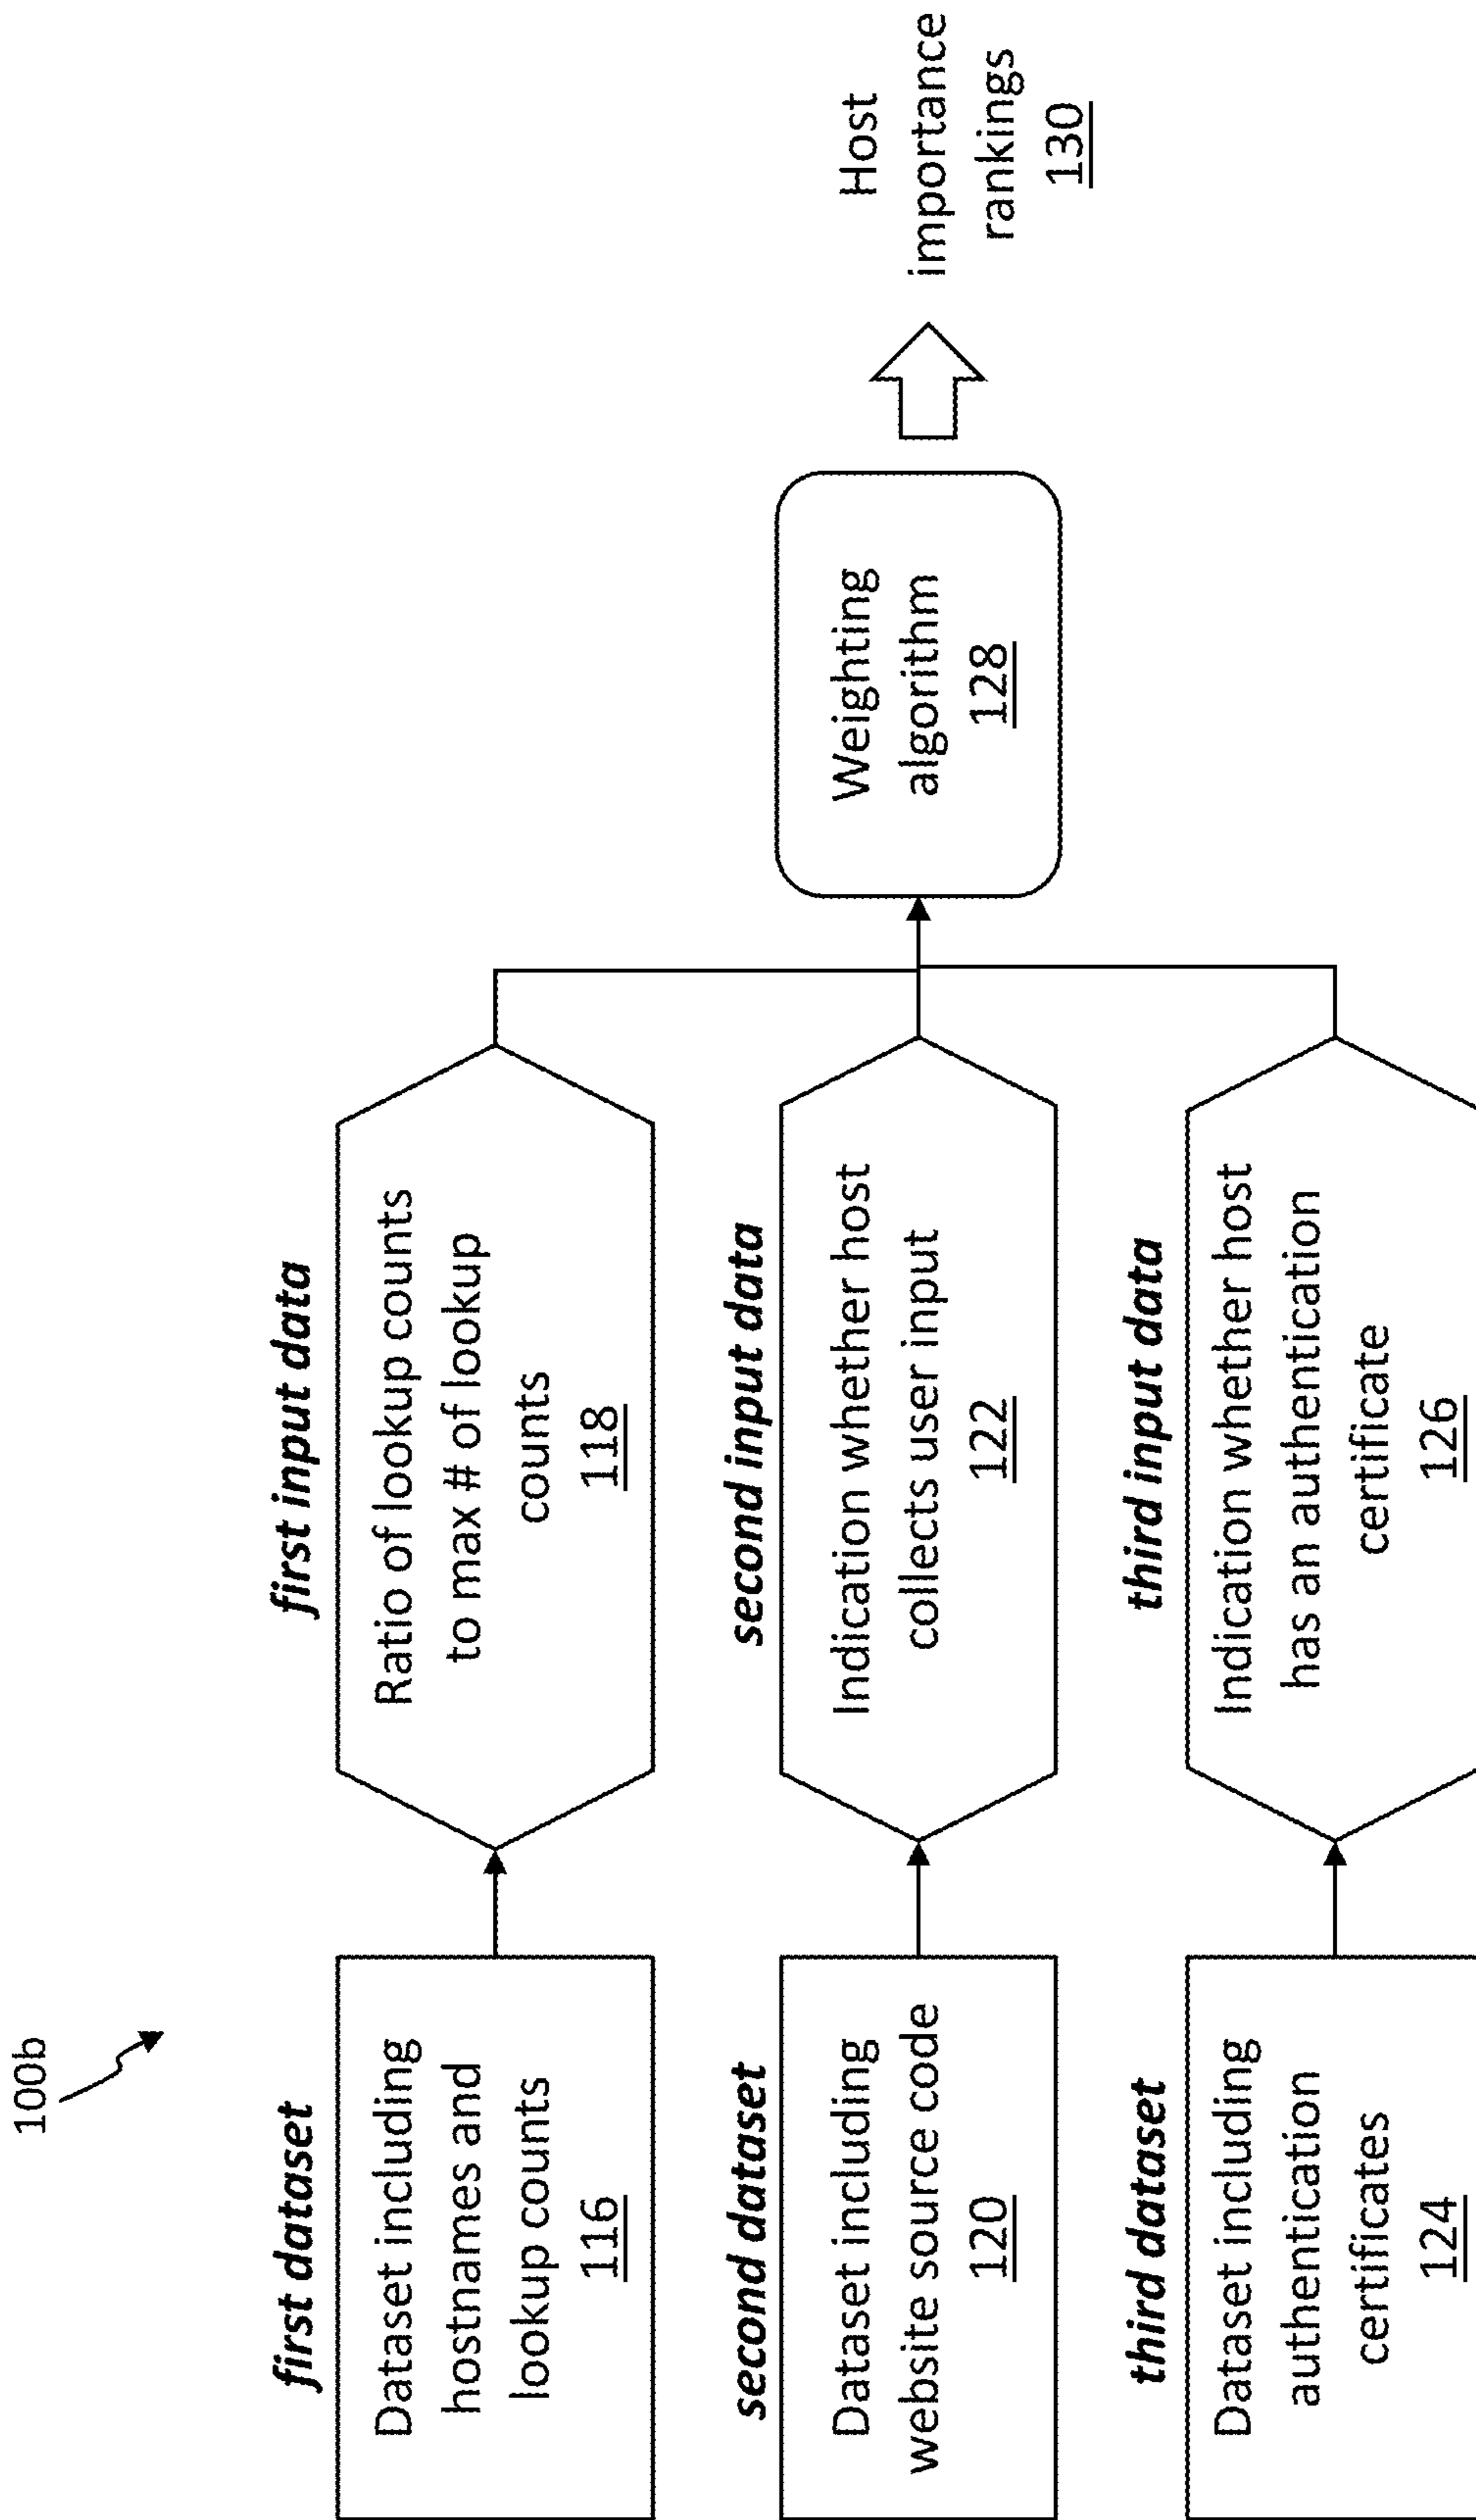 100b
first dataset
Dataset including
hostnames and
lookup counts
116
first input data
Ratio of lookup counts
to max # of lookup
counts
118
second dataset
Dataset including
website source code
120
second input data
Indication whether host
collects user input
122
third dataset
Dataset including
authentication
certificates
124
third input data
Indication whether host
has an authentication
certificate
126
Weighting
algorithm
128
Host
importance
rankings
130